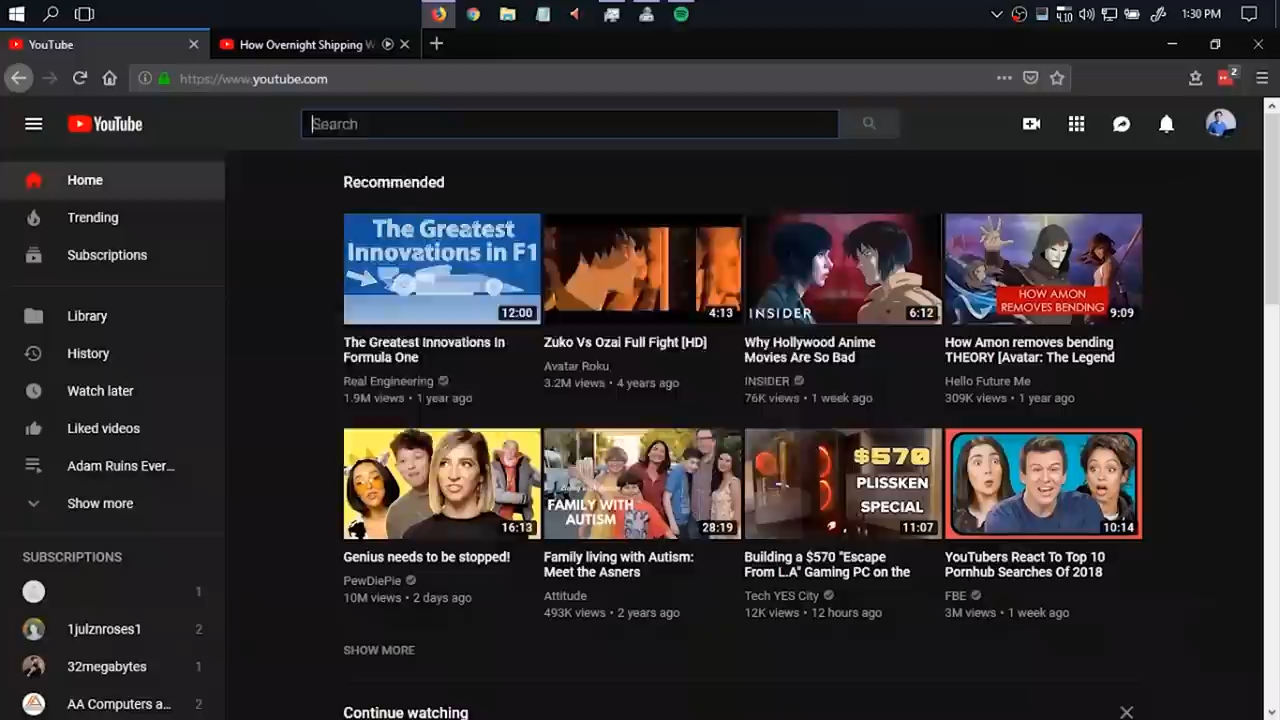 4.10
1:30 PM
YouTube
How Overnight Shipping W
https://www.youtube.com
2
YouTube
Search
Home
Trending
Subscriptions
Library
History
Watch later
Liked videos
Adam Ruins Ever...
Show more
SUBSCRIPTIONS
1
1julznroses1
2
32megabytes
1
AA Computers a...
2
Recommended
The Greatest
Innovations in F1
12:00
4:13
INSIDER
6:12
HOW AMON
REMOVES BENDING
9:09
The Greatest Innovations In
Formula One
Real Engineering
1.9M views • 1 year ago
Zuko Vs Ozai Full Fight [HD]
Avatar Roku
3.2M views • 4 years ago
Why Hollywood Anime
Movies Are So Bad
INSIDER
76K views • 1 week ago
How Amon removes bending
THEORY [Avatar: The Legend
Hello Future Me
309K views • 1 year ago
16:13
FAMILY WITH
AUTISM
28:19
$570
PLISSKEN
SPECIAL
11:07
10:14
Genius needs to be stopped!
PewDiePie
10M views • 2 days ago
Family living with Autism:
Meet the Asners
Attitude
493K views • 2 years ago
Building a $570 "Escape
From L.A" Gaming PC on the
Tech YES City
12K views • 12 hours ago
YouTubers React To Top 10
Pornhub Searches Of 2018
FBE
3M views • 1 week ago
SHOW MORE
Continue watching